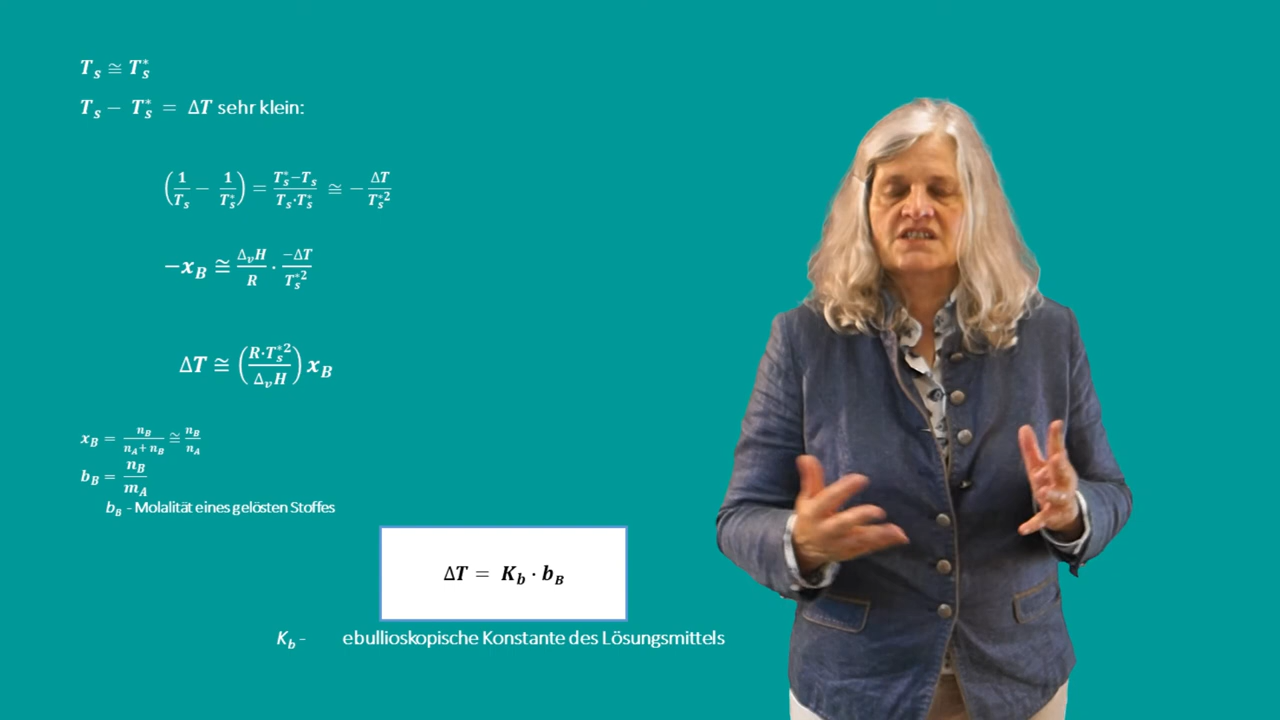 T_s ≅ T_s^*
T_s − T_s^* = ΔT sehr klein:
(1/T_s − 1/T_s^*) = (T_s^*−T_s)/(T_s·T_s^*) ≅ − ΔT/T_s^{*2}
−x_B ≅ Δ_vH/R · −ΔT/T_s^{*2}
ΔT ≅ (R·T_s^{*2}/Δ_vH) x_B
x_B = n_B/(n_A + n_B) ≅ n_B/n_A
b_B = n_B/m_A
b_B - Molalität eines gelösten Stoffes
ΔT = K_b · b_B
K_b - ebullioskopische Konstante des Lösungsmittels